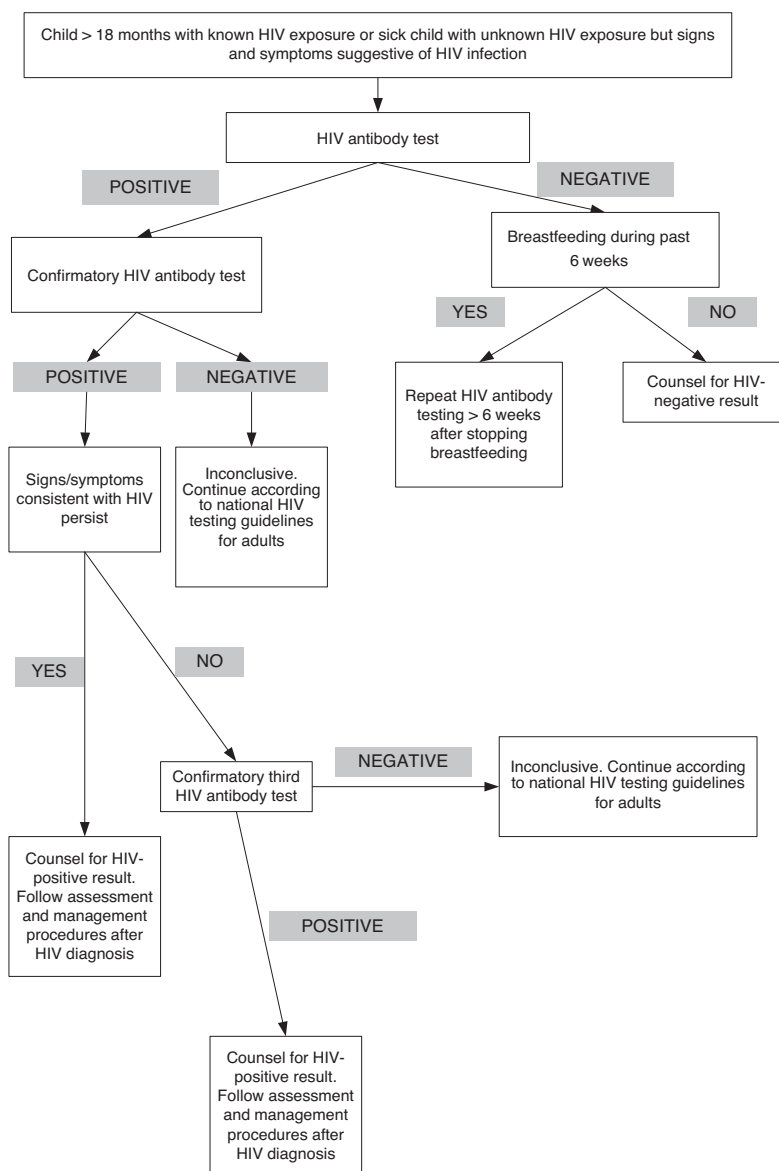 Child > 18 months with known HIV exposure or sick child with unknown HIV exposure but signs
and symptoms suggestive of HIV infection
HIV antibody test
POSITIVE
NEGATIVE
Confirmatory HIV antibody test
Breastfeeding during past
6 weeks
YES
NO
POSITIVE
NEGATIVE
Repeat HIV antibody
testing > 6 weeks
after stopping
breastfeeding
Counsel for HIV-
negative result
Signs/symptoms
consistent with HIV
persist
Inconclusive.
Continue according
to national HIV
testing guidelines
for adults
YES
NO
Confirmatory third
HIV antibody test
NEGATIVE
Inconclusive. Continue according
to national HIV testing guidelines
for adults
Counsel for HIV-
positive result.
Follow assessment
and management
procedures after
HIV diagnosis
POSITIVE
Counsel for HIV-
positive result.
Follow assessment
and management
procedures after
HIV diagnosis